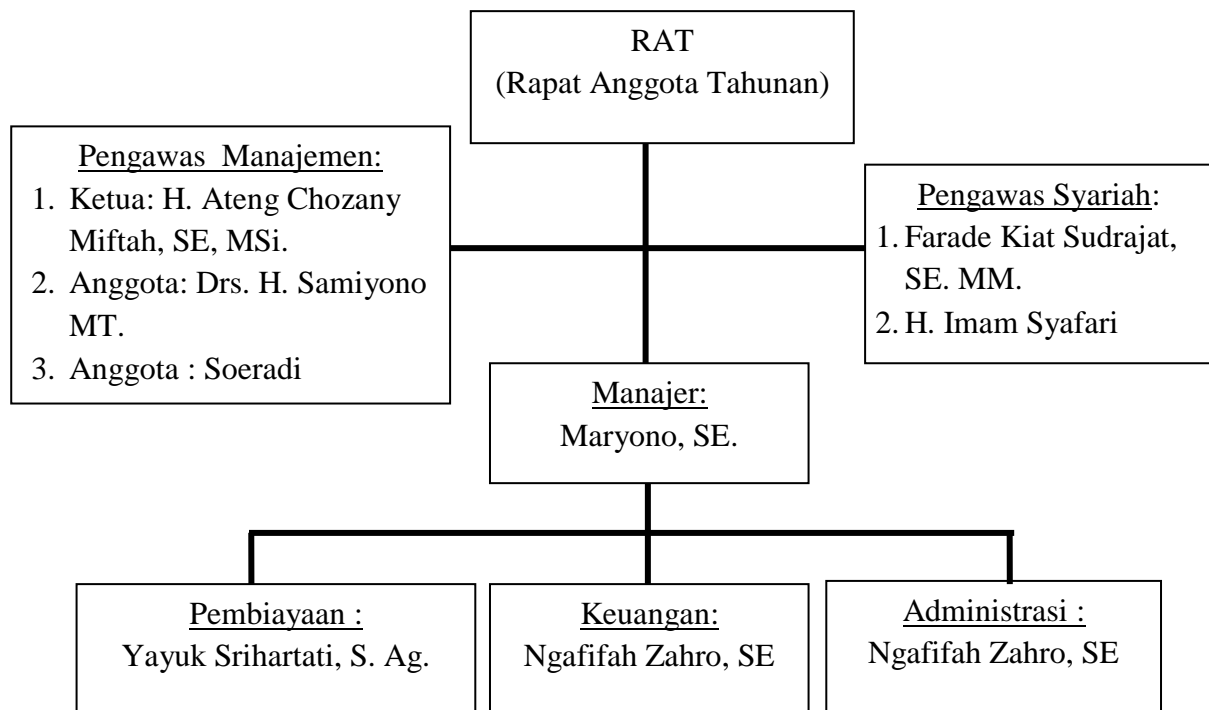 RAT
(Rapat Anggota Tahunan)
Pengawas Manajemen:
1. Ketua: H. Ateng Chozany
Miftah, SE, MSi.
2. Anggota: Drs. H. Samiyono
MT.
3. Anggota : Soeradi
Pengawas Syariah:
1. Farade Kiat Sudrajat,
SE. MM.
2. H. Imam Syafari
Manajer:
Maryono, SE.
Pembiayaan :
Yayuk Srihartati, S. Ag.
Keuangan:
Ngafifah Zahro, SE
Administrasi :
Ngafifah Zahro, SE